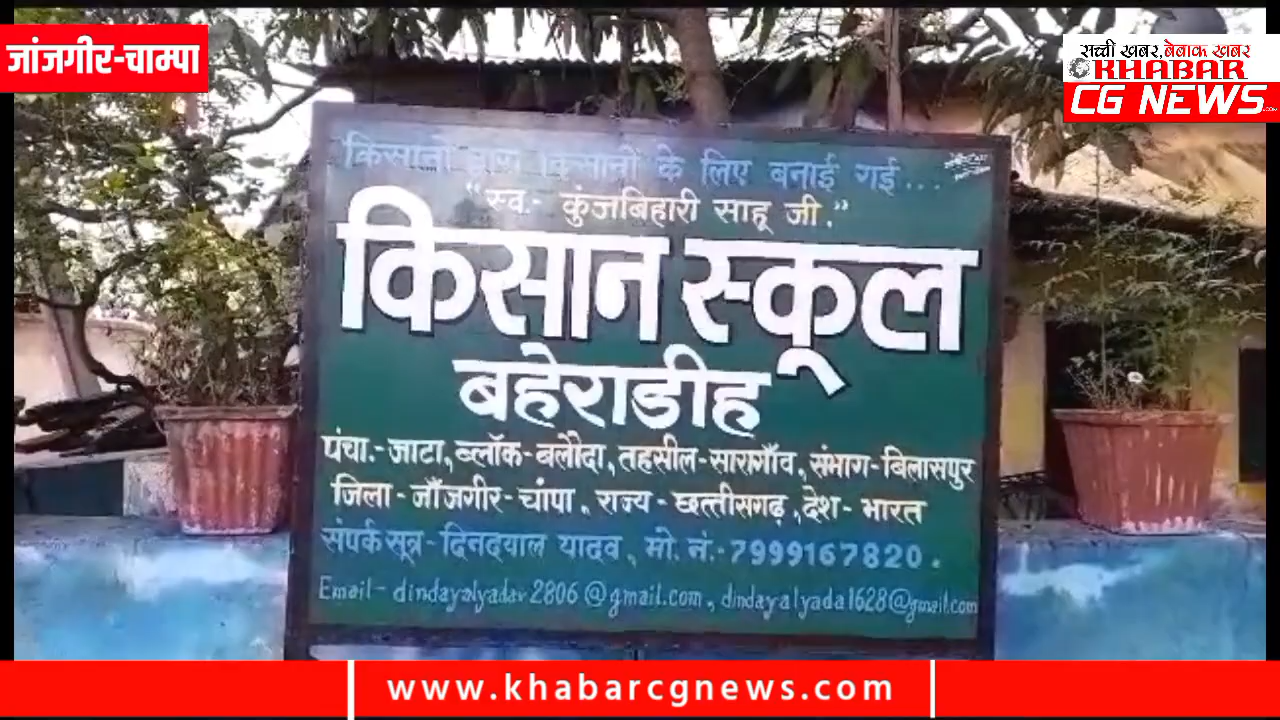 जांजगीर-चाम्पा
सच्ची खबर,बेबाक खबर
KHABAR
CG NEWS.COM
किसानों द्वारा किसानों के लिए बनाई गई...
"स्व.- कुंजबिहारी साहू जी."
किसान स्कूल
बहेराडीह
पंचा.- जाटा, ब्लॉक-बलौदा, तहसील-सारागाँव, संभाग-बिलासपुर
जिला - जाँजगीर-चांपा, राज्य-छत्तीसगढ़, देश- भारत
संपर्क सूत्र - दिनदयाल यादव, मो. नं.- 7999167820.
Email - dindayalyadav2806@gmail.com, dindayalyada1628@gmail.com
www.khabarcgnews.com